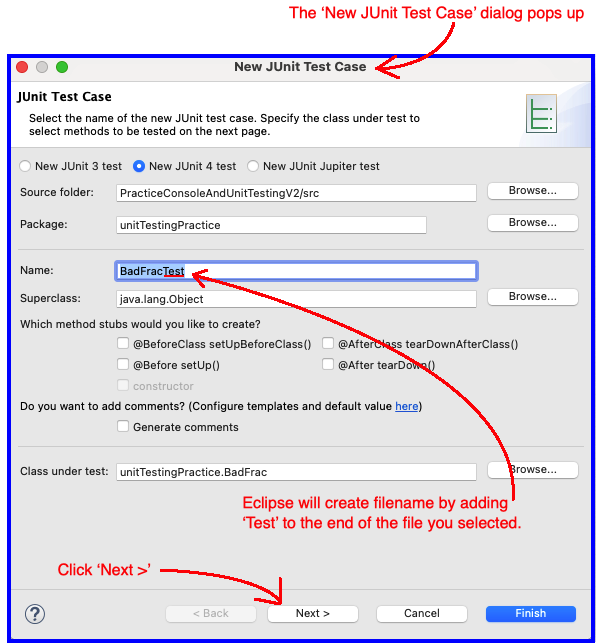 The ‘New JUnit Test Case’ dialog pops up
New JUnit Test Case
JUnit Test Case
Select the name of the new JUnit test case. Specify the class under test to
select methods to be tested on the next page.
New JUnit 3 test New JUnit 4 test New JUnit Jupiter test
Source folder: PracticeConsoleAndUnitTestingV2/src Browse...
Package: unitTestingPractice Browse...
Name: BadFracTest
Superclass: java.lang.Object Browse...
Which method stubs would you like to create?
@BeforeClass setUpBeforeClass() @AfterClass tearDownAfterClass()
@Before setUp() @After tearDown()
constructor
Do you want to add comments? (Configure templates and default value here)
Generate comments
Class under test: unitTestingPractice.BadFrac Browse...
Eclipse will create filename by adding
‘Test’ to the end of the file you selected.
Click ‘Next >’
? < Back Next > Cancel Finish